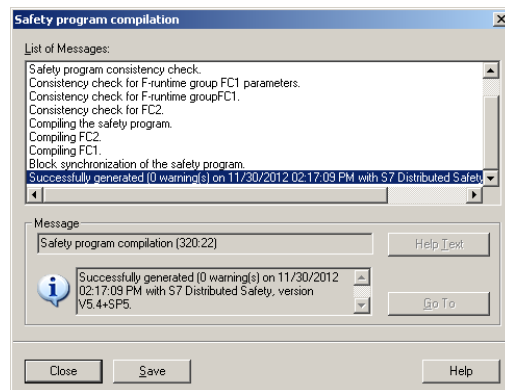 Safety program compilation
List of Messages:
Safety program consistency check.
Consistency check for F-runtime group FC1 parameters.
Consistency check for F-runtime groupFC1.
Consistency check for FC2.
Compiling the safety program.
Compiling FC2.
Compiling FC1.
Block synchronization of the safety program.
Successfully generated (0 warning(s) on 11/30/2012 02:17:09 PM with S7 Distributed Safety,
Message
Safety program compilation (320:22)
Help Text
Successfully generated (0 warning(s) on 11/30/2012
02:17:09 PM with S7 Distributed Safety, version
V5.4+SP5.
Go To
Close
Save
Help